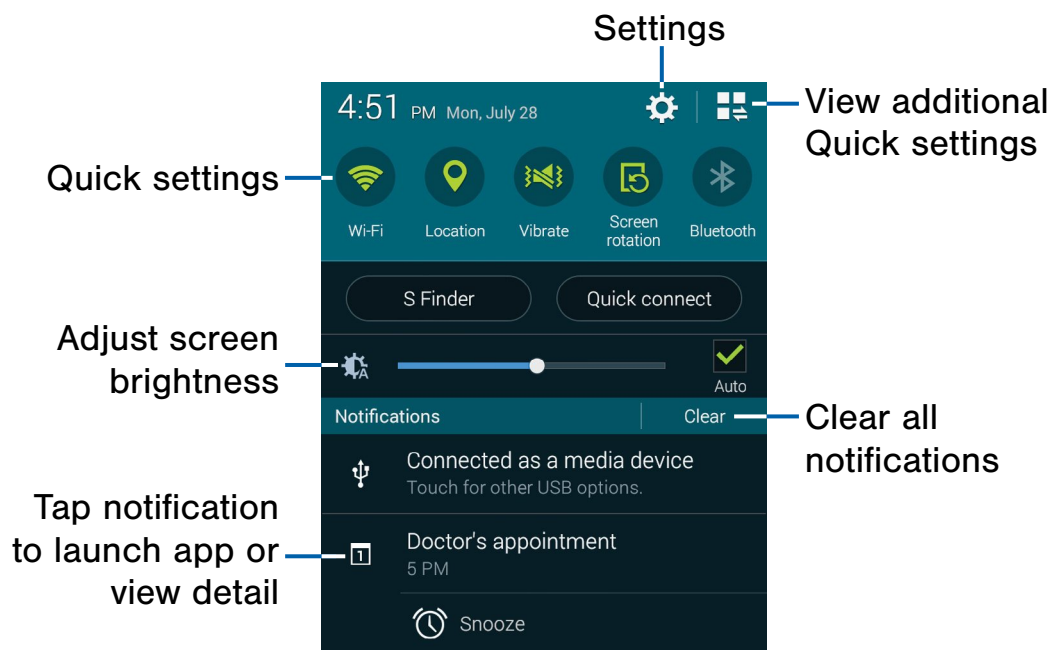 Settings
4:51 PM Mon, July 28
View additional
Quick settings
Quick settings
Wi-Fi
Location
Vibrate
Screen
rotation
Bluetooth
S Finder
Quick connect
Adjust screen
brightness
A
Auto
Notifications
Clear
Clear all
notifications
Connected as a media device
Touch for other USB options.
Tap notification
to launch app or
view detail
1
Doctor's appointment
5 PM
Snooze